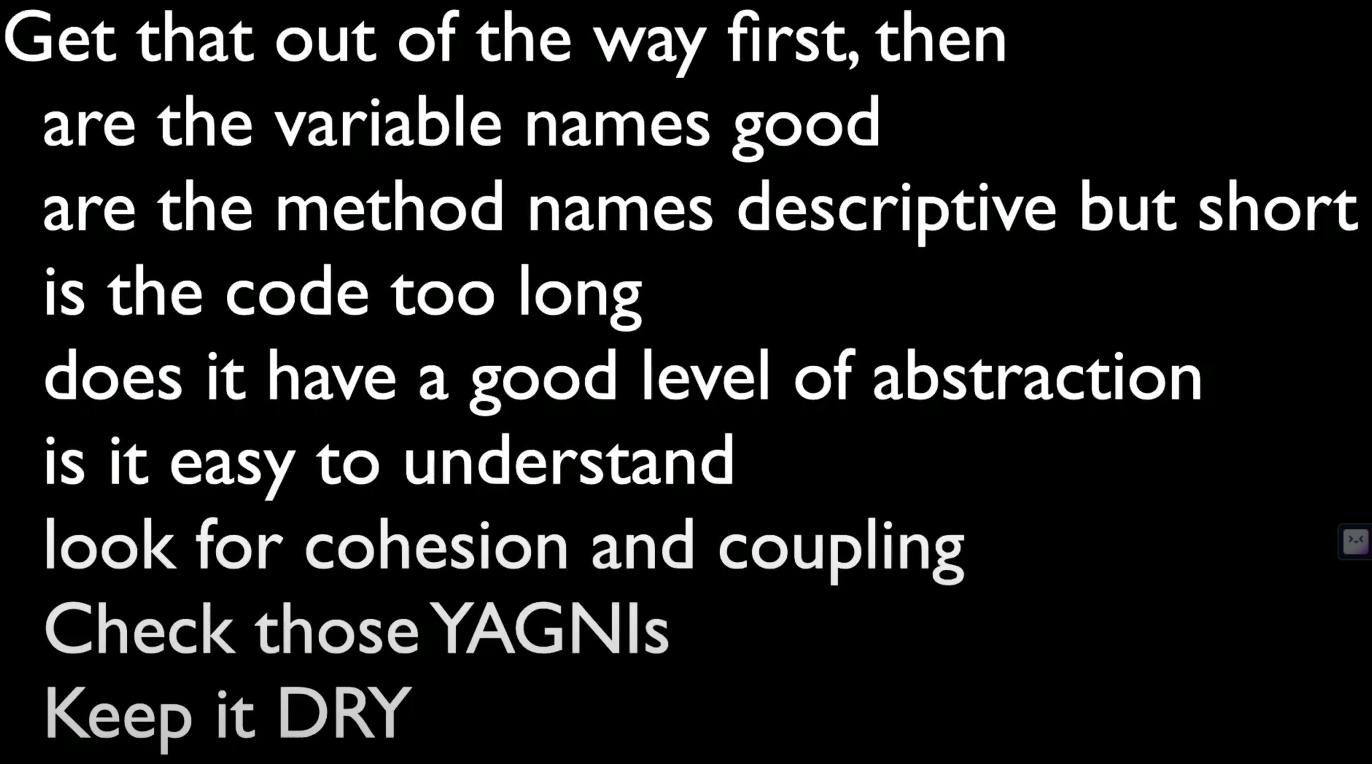 Get that out of the way first, then
are the variable names good
are the method names descriptive but short
is the code too long
does it have a good level of abstraction
is it easy to understand
look for cohesion and coupling
Check those YAGNIs
Keep it DRY